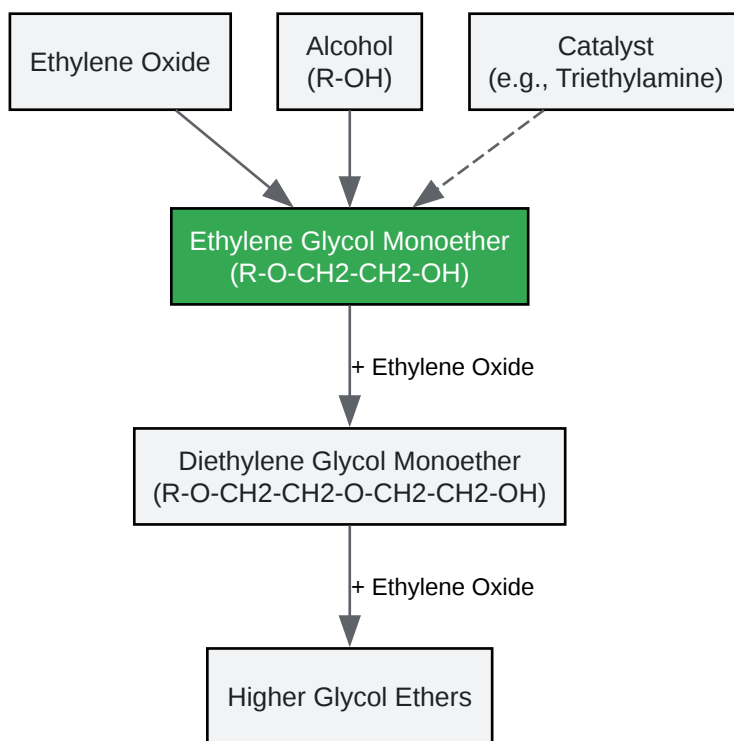 Ethylene Oxide
Alcohol
(R-OH)
Catalyst
(e.g., Triethylamine)
Ethylene Glycol Monoether
(R-O-CH2-CH2-OH)
+ Ethylene Oxide
Diethylene Glycol Monoether
(R-O-CH2-CH2-O-CH2-CH2-OH)
+ Ethylene Oxide
Higher Glycol Ethers